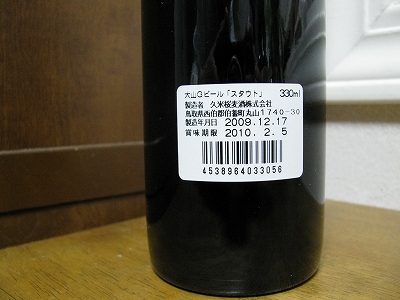 大山Gビール「スタウト」 330ml
製造者 久米桜麦酒株式会社
鳥取県西伯郡伯耆町丸山1740-30
製造年月日 2009.12.17
賞味期限 2010. 2. 5
4538964033056